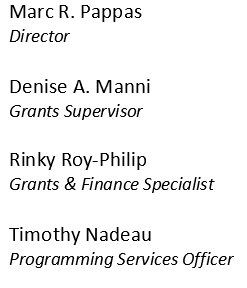 Marc R. Pappas
Director
Denise A. Manni
Grants Supervisor
Rinky Roy-Philip
Grants & Finance Specialist
Timothy Nadeau
Programming Services Officer